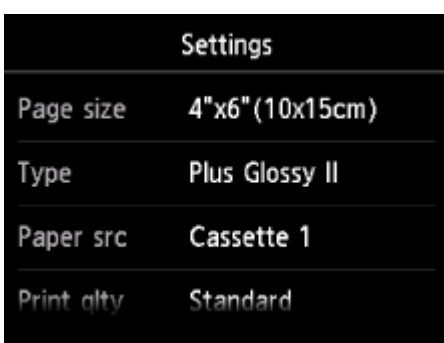 Settings
Page size 4"x6"(10x15cm)
Type Plus Glossy II
Paper src Cassette 1
Print qlty Standard